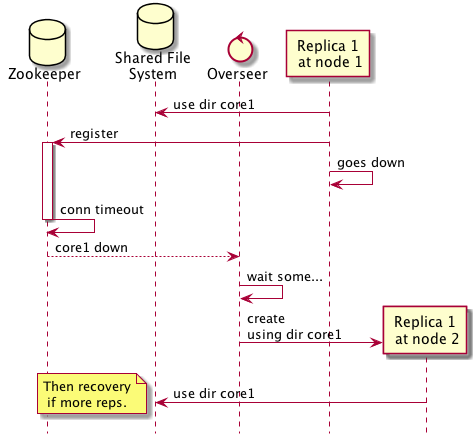 Zookeeper
Shared File
System
Overseer
Replica 1
at node 1
use dir core1
register
goes down
conn timeout
core1 down
wait some...
create
using dir core1
Replica 1
at node 2
Then recovery
if more reps.
use dir core1